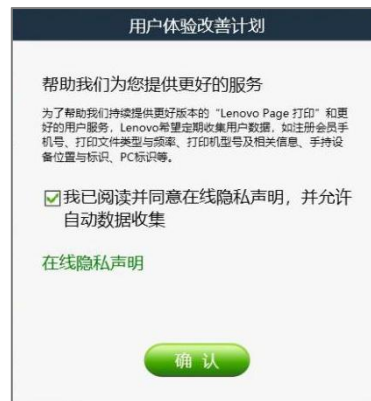 用户体验改善计划
帮助我们为您提供更好的服务
为了帮助我们持续提供更好版本的“Lenovo Page 打印”和更
好的用户服务，Lenovo希望定期收集用户数据，如注册会员手
机号、打印文件类型与频率、打印机型号及相关信息、手持设
备位置与标识、PC标识等。
我已阅读并同意在线隐私声明，并允许
自动数据收集
在线隐私声明
确 认